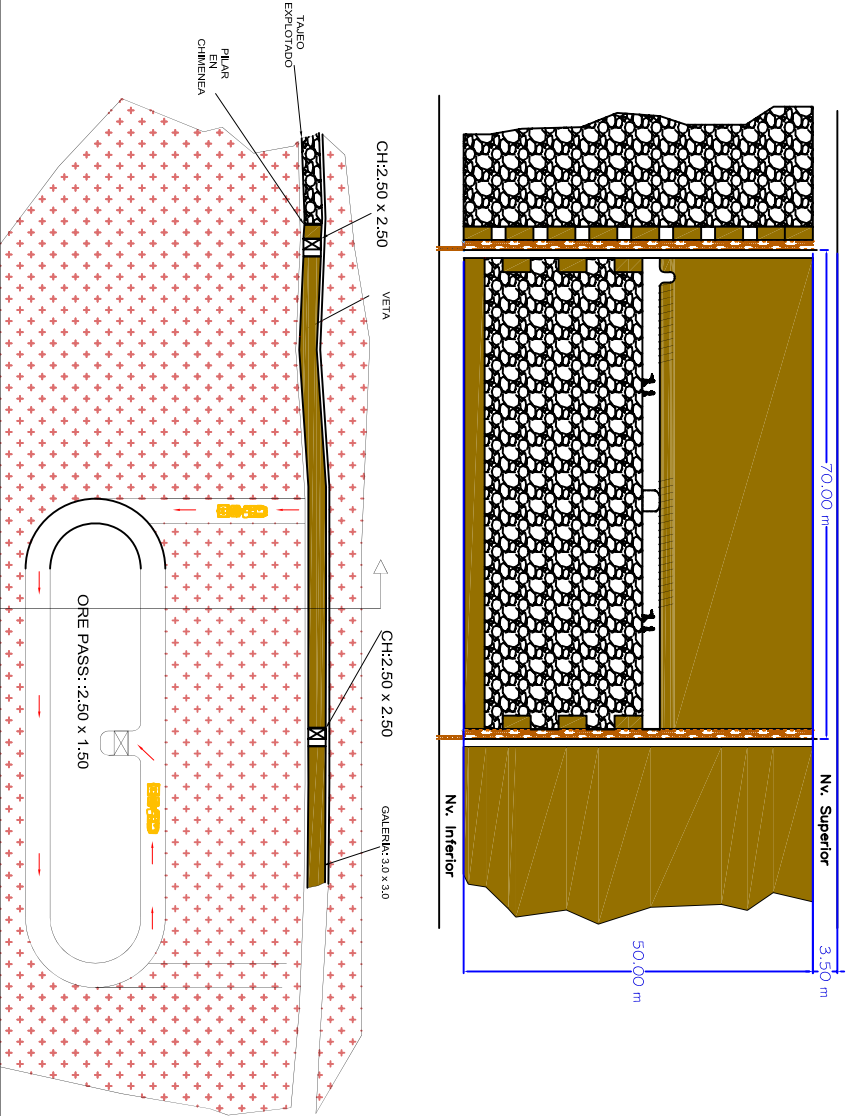 TAJEO
EXPLOTADO
PILAR
EN
CHIMENEA
CH:2.50 x 2.50
VETA
CH:2.50 x 2.50
GALERIA: 3.0 x 3.0
ORE PASS::2.50 x 1.50
70.00 m
Nv. Superior
3.50 m
50.00 m
Nv. Inferior